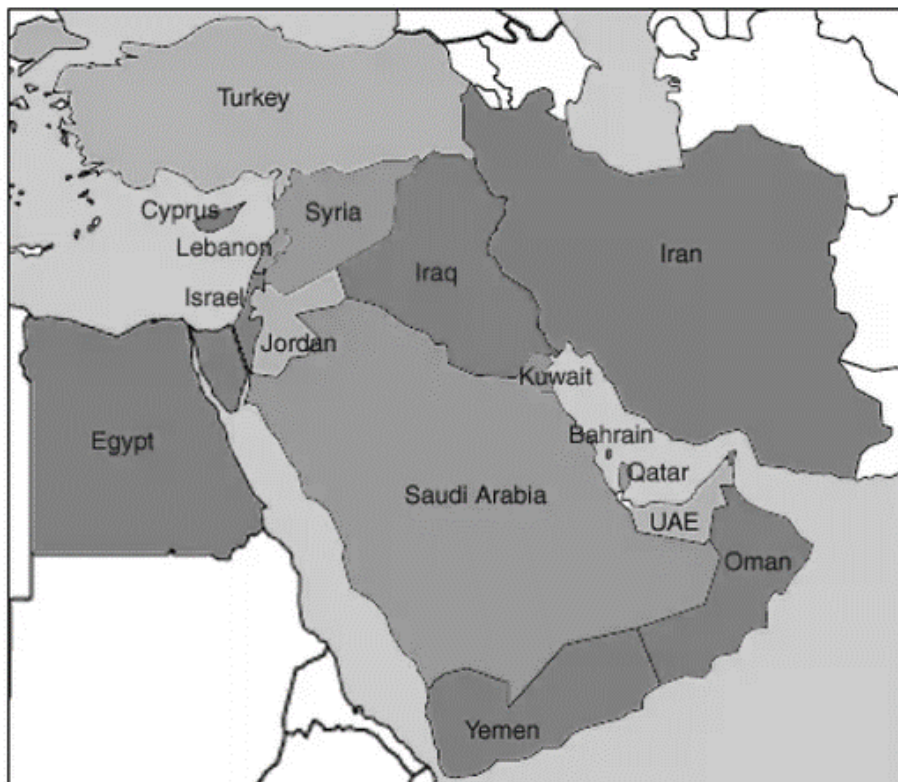 Turkey
Cyprus
Syria
Lebanon
Iraq
Iran
Israel
Jordan
Kuwait
Egypt
Bahrain
Qatar
Saudi Arabia
UAE
Oman
Yemen